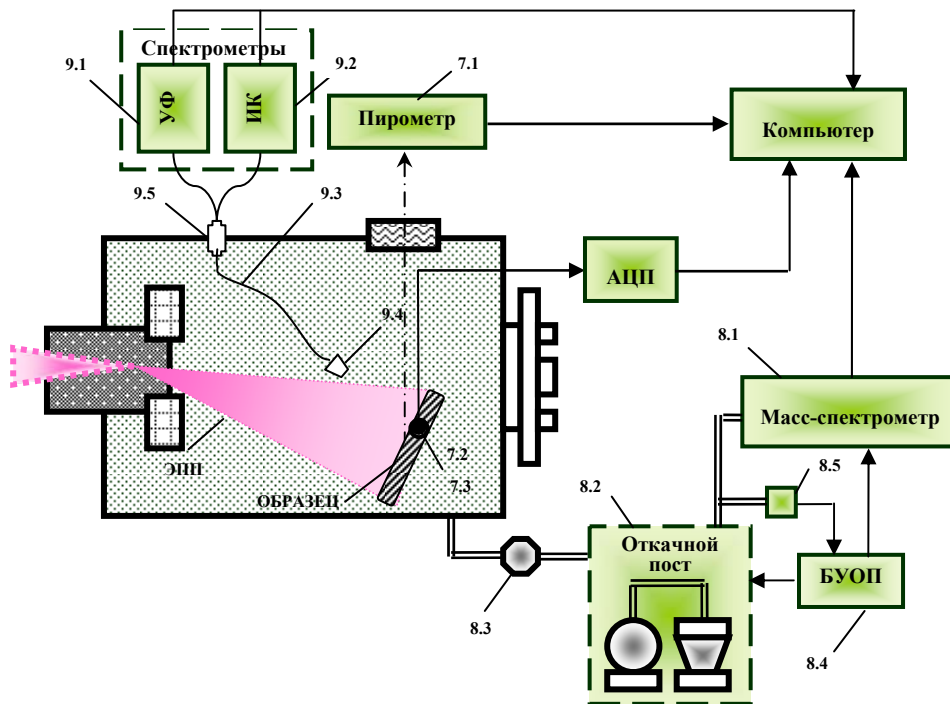 Спектрометры
9.1
УФ
ИК
9.2
7.1
Пирометр
Компьютер
9.5
9.3
АЦП
9.4
8.1
Масс-спектрометр
ЭПП
7.2
ОБРАЗЕЦ
7.3
8.5
8.2
Откачной
пост
БУОП
8.3
8.4